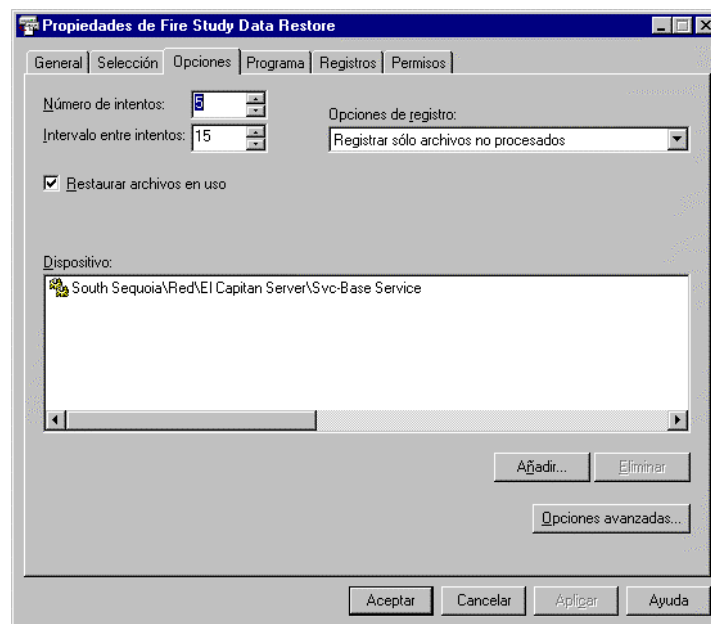 Propiedades de Fire Study Data Restore
General Selección Opciones Programa Registros Permisos
Número de intentos: 5
Opciones de registro:
Intervalo entre intentos: 15
Registrar sólo archivos no procesados
Restaurar archivos en uso
Dispositivo:
South Sequoia\Red\El Capitan Server\Svc-Base Service
Añadir... Eliminar
Opciones avanzadas...
Aceptar Cancelar Aplicar Ayuda